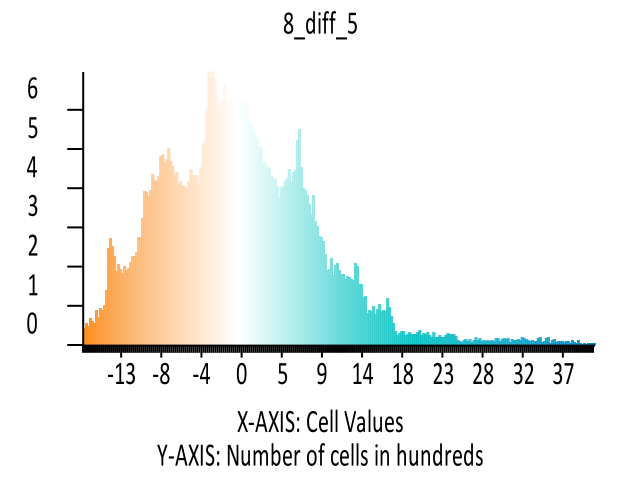 8_diff_5
6
5
4
3
2
1
0
-13 -8 -4 0 5 9 14 18 23 28 32 37
X-AXIS: Cell Values
Y-AXIS: Number of cells in hundreds